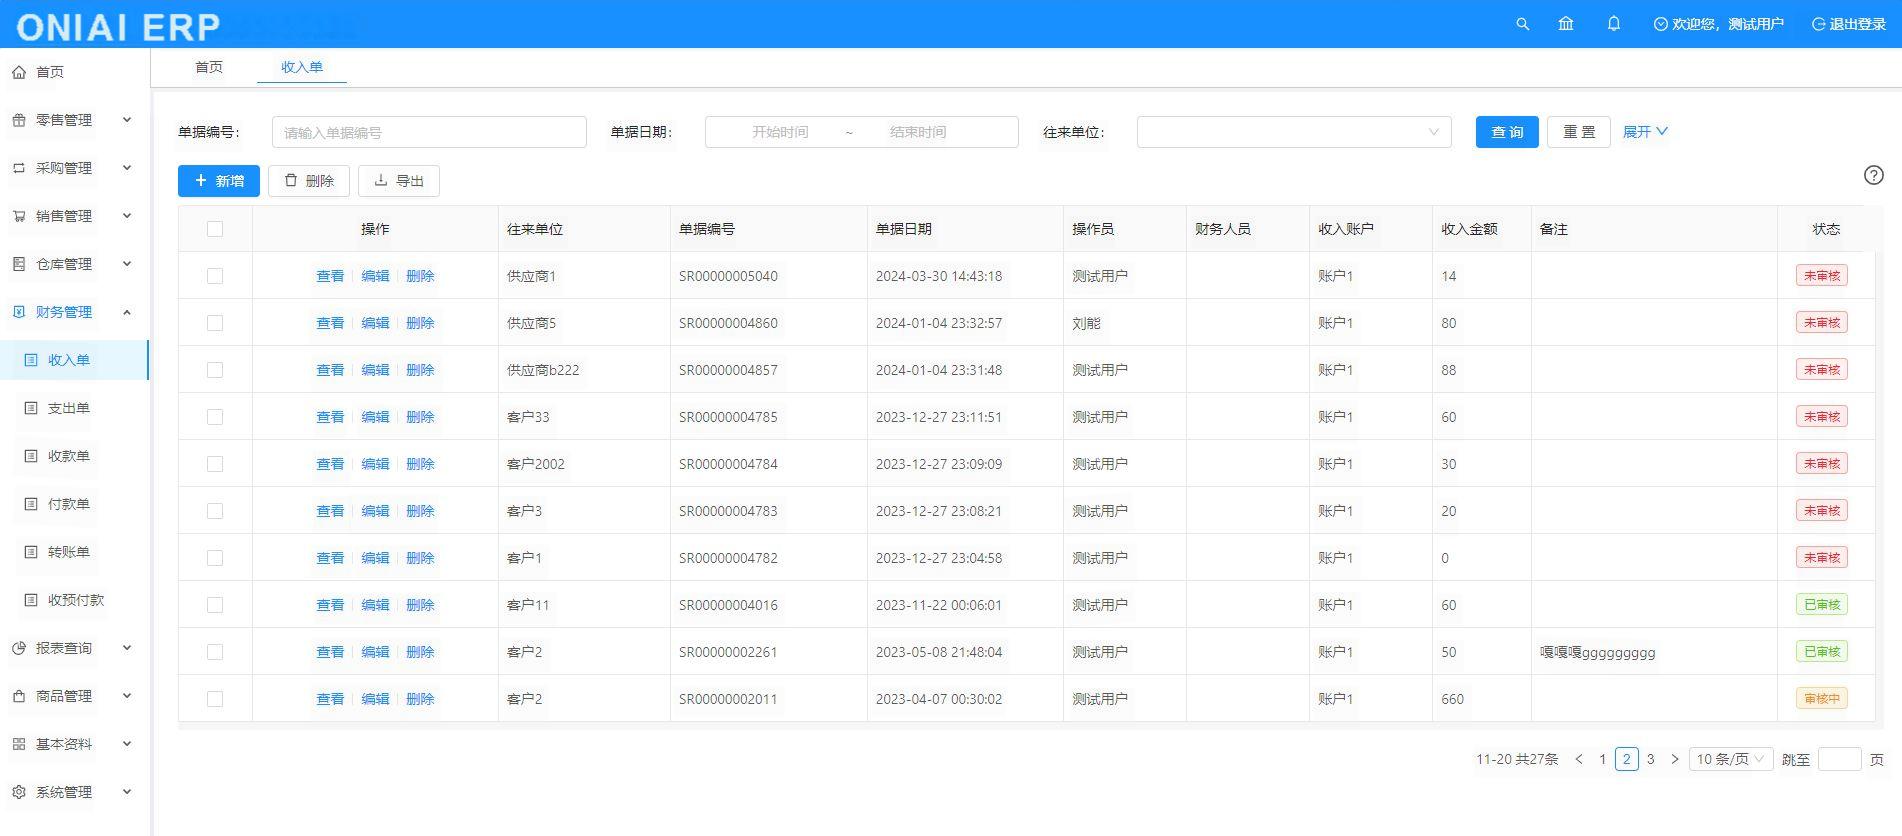 ONIAI ERP
欢迎您，测试用户 退出登录
首页
零售管理
采购管理
销售管理
仓库管理
财务管理
收入单
支出单
收款单
付款单
转账单
收预付款
报表查询
商品管理
基本资料
系统管理
首页 收入单
单据编号： 请输入单据编号 单据日期： 开始时间 ~ 结束时间 往来单位： 查 询 重 置 展开
新增 删除 导出
操作 往来单位 单据编号 单据日期 操作员 财务人员 收入账户 收入金额 备注 状态
查看 编辑 删除 供应商1 SR00000005040 2024-03-30 14:43:18 测试用户 账户1 14 未审核
查看 编辑 删除 供应商5 SR00000004860 2024-01-04 23:32:57 刘能 账户1 80 未审核
查看 编辑 删除 供应商b222 SR00000004857 2024-01-04 23:31:48 测试用户 账户1 88 未审核
查看 编辑 删除 客户33 SR00000004785 2023-12-27 23:11:51 测试用户 账户1 60 未审核
查看 编辑 删除 客户2002 SR00000004784 2023-12-27 23:09:09 测试用户 账户1 30 未审核
查看 编辑 删除 客户3 SR00000004783 2023-12-27 23:08:21 测试用户 账户1 20 未审核
查看 编辑 删除 客户1 SR00000004782 2023-12-27 23:04:58 测试用户 账户1 0 未审核
查看 编辑 删除 客户11 SR00000004016 2023-11-22 00:06:01 测试用户 账户1 60 已审核
查看 编辑 删除 客户2 SR00000002261 2023-05-08 21:48:04 测试用户 账户1 50 嘎嘎嘎ggggggggg 已审核
查看 编辑 删除 客户2 SR00000002011 2023-04-07 00:30:02 测试用户 账户1 660 审核中
11-20 共27条 < 1 2 3 > 10 条/页 跳至 页